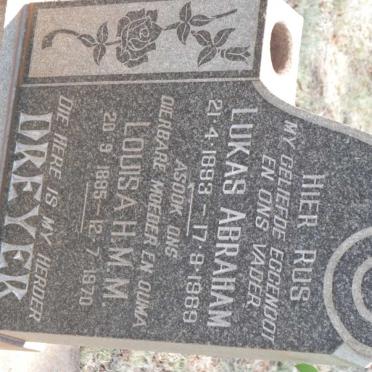 HIER RUS
MY GELIEFDE EGGENOOT
EN ONS VADER
LUKAS ABRAHAM
21·4·1893 - 17·9·1969
ASOOK ONS
DIERBARE MOEDER EN OUMA
LOUISA H.M.M
20·9·1895 - 12·7·1970
DIE HERE IS MY HERDER
DREYER